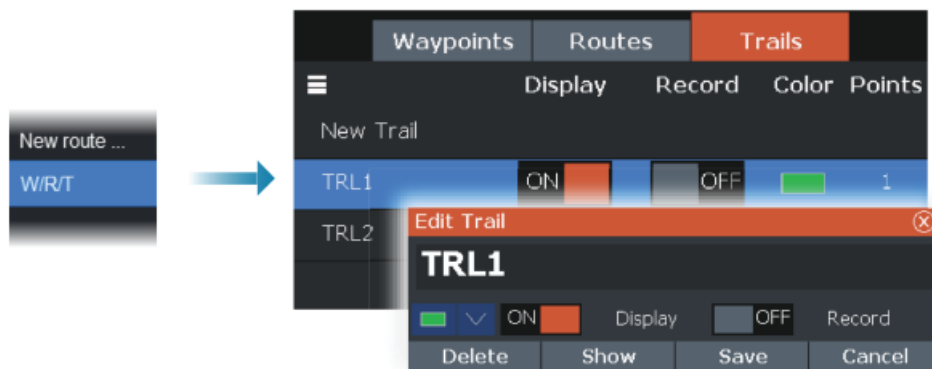 New route ...
W/R/T
Waypoints Routes Trails
Display Record Color Points
New Trail
TRL1 ON OFF 1
TRL2
Edit Trail
TRL1
ON Display OFF Record
Delete Show Save Cancel